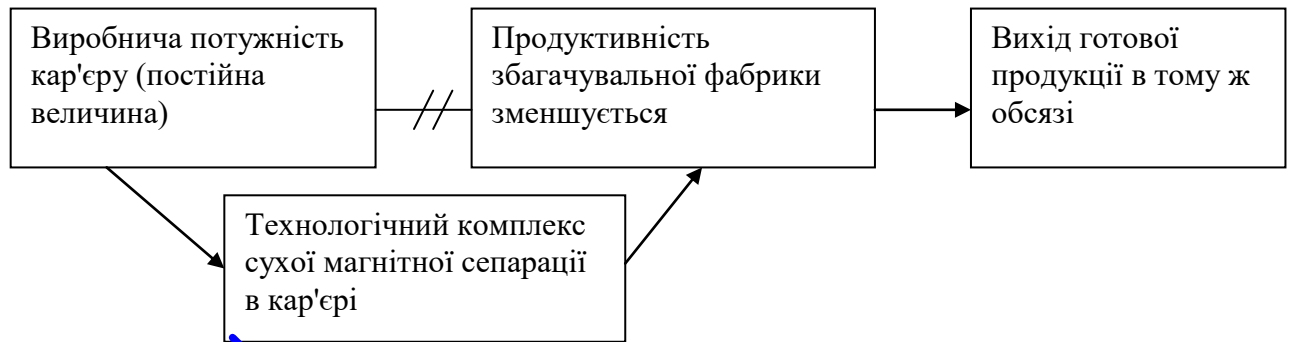 Виробнича потужність
кар'єру (постійна
величина)
Продуктивність
збагачувальної фабрики
зменшується
Вихід готової
продукції в тому ж
обсязі
Технологічний комплекс
сухої магнітної сепарації
в кар'єрі